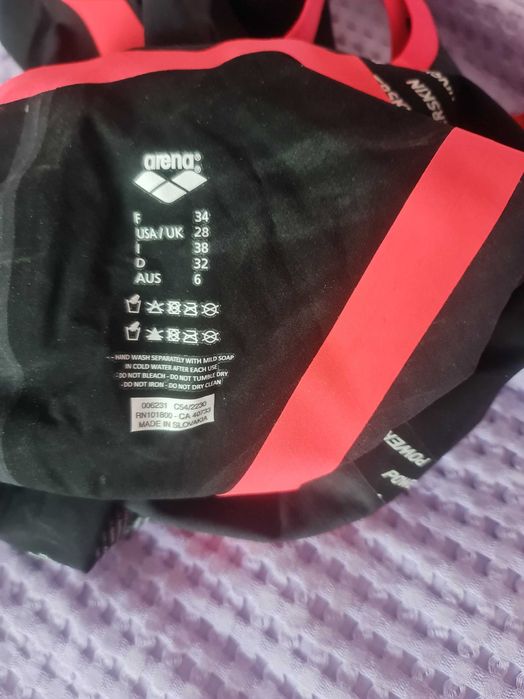 arena®
F 34
USA / UK 28
I 38
D 32
AUS 6
- HAND WASH SEPARATELY WITH MILD SOAP
IN COLD WATER AFTER EACH USE
- DO NOT BLEACH - DO NOT TUMBLE DRY
- DO NOT IRON - DO NOT DRY CLEAN
006231 C54/2230
RN101800 - CA 40733
MADE IN SLOVAKIA
RSKIN
POWER